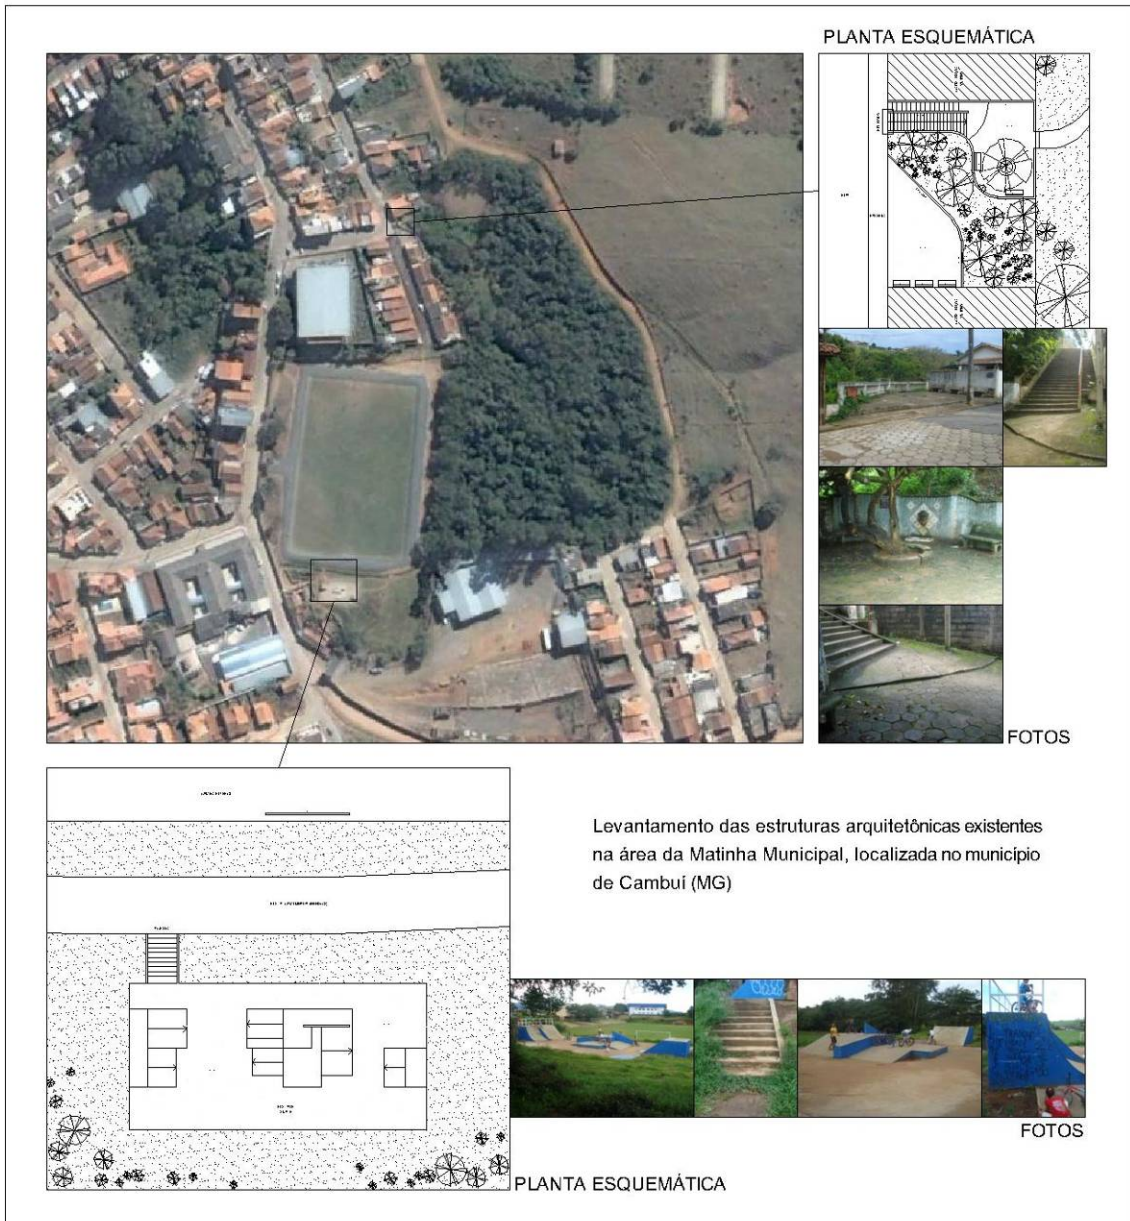 PLANTA ESQUEMÁTICA
FOTOS
Levantamento das estruturas arquitetônicas existentes
na área da Matinha Municipal, localizada no município
de Cambuí (MG)
FOTOS
PLANTA ESQUEMÁTICA